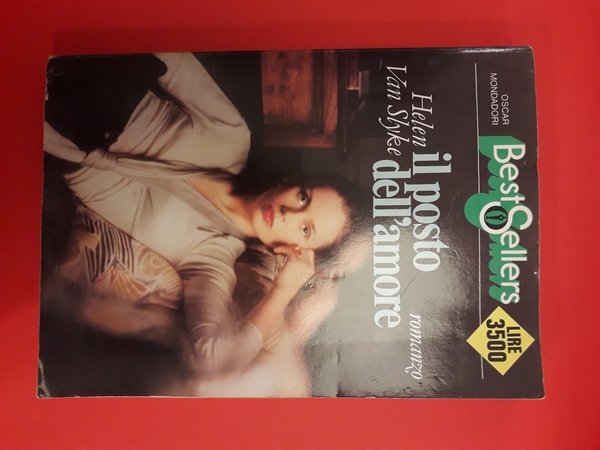 OSCAR
MONDADORI
BestSellers
LIRE
3500
Helen
Van Slyke
il posto
dell'amore
romanzo